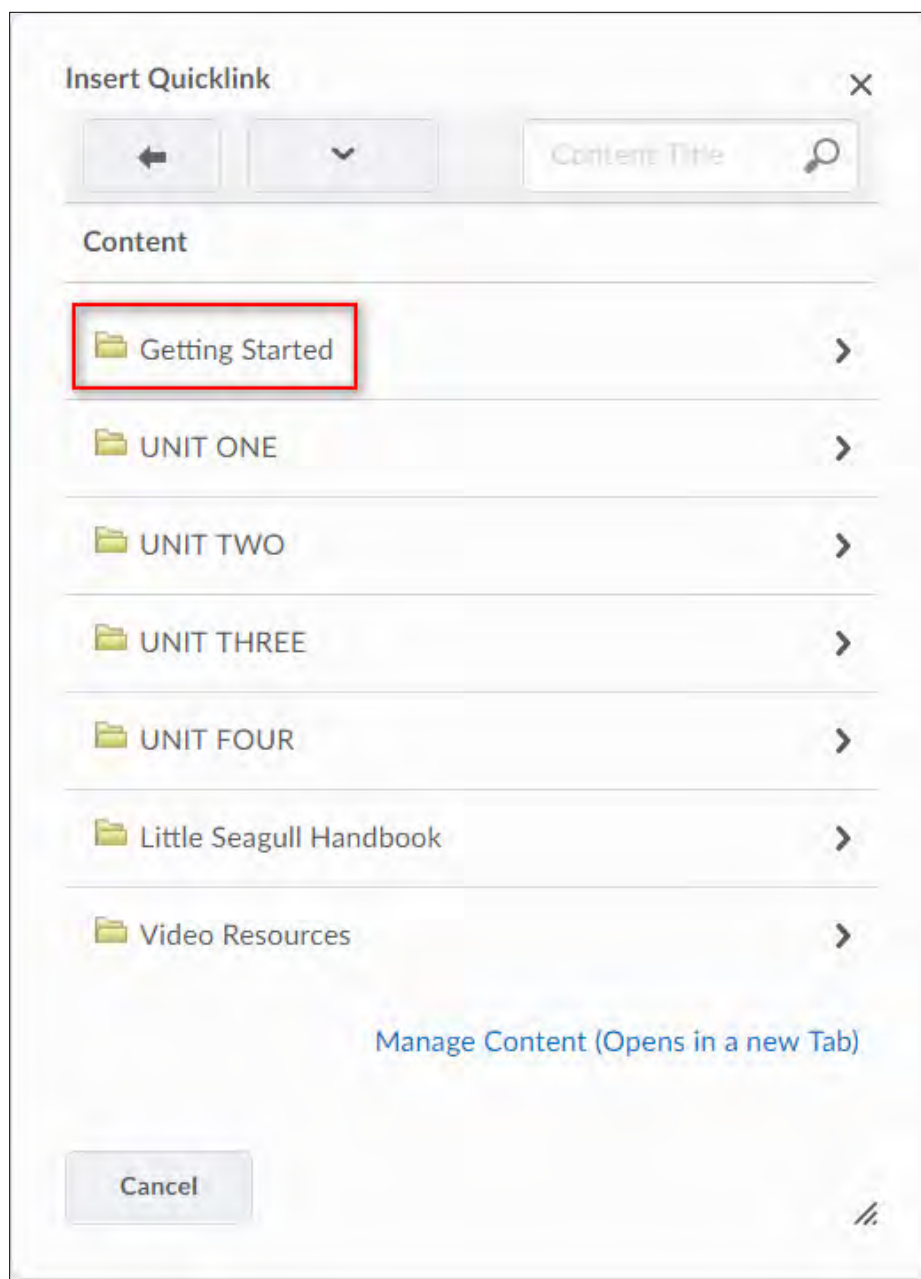 Insert Quicklink
Content Title
Content
Getting Started
UNIT ONE
UNIT TWO
UNIT THREE
UNIT FOUR
Little Seagull Handbook
Video Resources
Manage Content (Opens in a new Tab)
Cancel